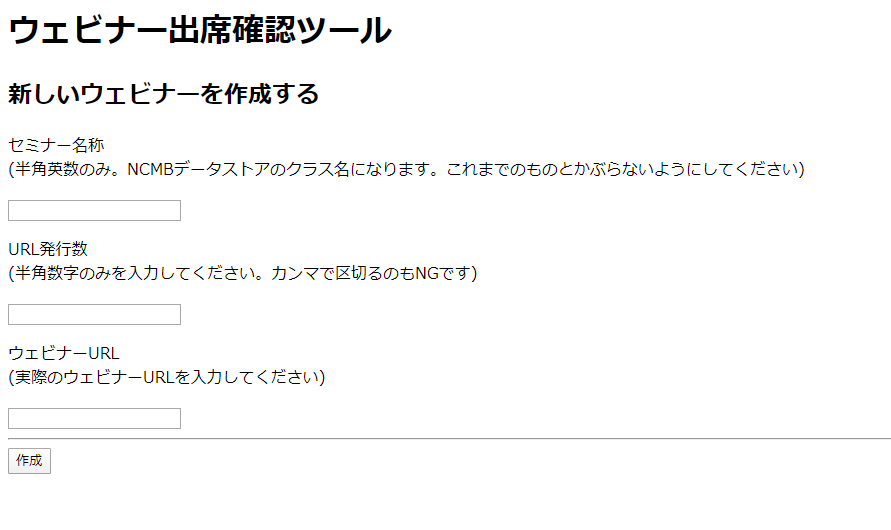 ウェビナー出席確認ツール
新しいウェビナーを作成する
セミナー名称
(半角英数のみ。NCMBデータストアのクラス名になります。これまでのものとかぶらないようにしてください)
URL発行数
(半角数字のみを入力してください。カンマで区切るのもNGです)
ウェビナーURL
(実際のウェビナーURLを入力してください)
作成